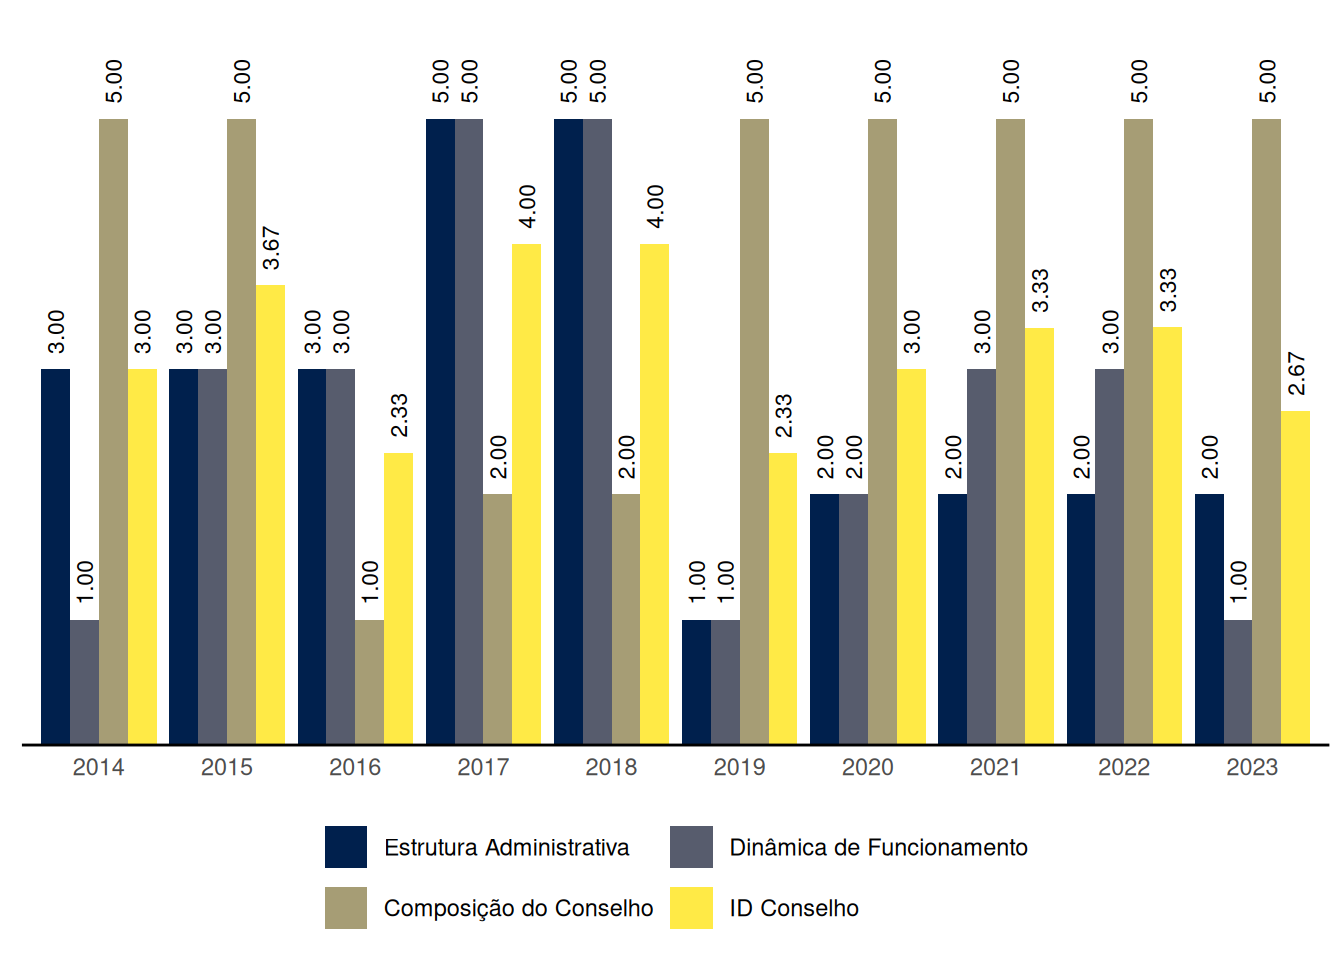 5.00 5.00 5.00 5.00 5.00 5.00 5.00 5.00 5.00 5.00 5.00
4.00 4.00
3.67
3.00 3.00 3.00 3.00 3.00 3.00 3.00 3.00 3.33 3.00 3.33
2.33 2.00 2.00 2.33 2.00 2.00 2.00 2.00 2.00 2.67
1.00 1.00 1.00 1.00 1.00
2014 2015 2016 2017 2018 2019 2020 2021 2022 2023
Estrutura Administrativa Dinâmica de Funcionamento
Composição do Conselho ID Conselho